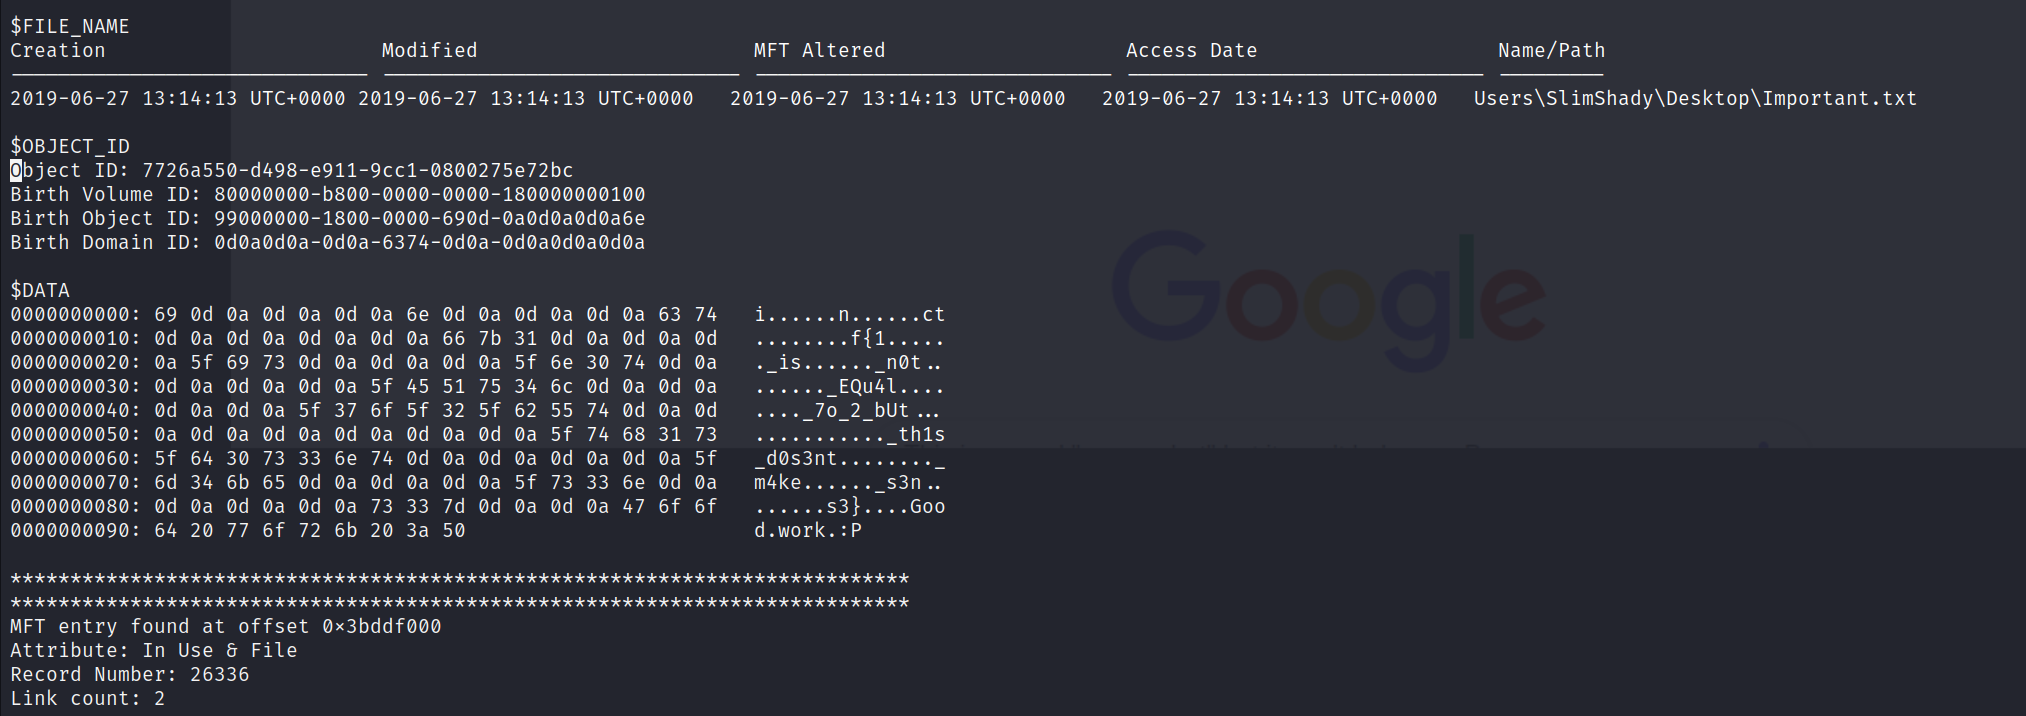 $FILE_NAME
Creation Modified MFT Altered Access Date Name/Path
------------------------------ ------------------------------ ------------------------------ ------------------------------ ---------
2019-06-27 13:14:13 UTC+0000 2019-06-27 13:14:13 UTC+0000 2019-06-27 13:14:13 UTC+0000 2019-06-27 13:14:13 UTC+0000 Users\SlimShady\Desktop\Important.txt
$OBJECT_ID
Object ID: 7726a550-d498-e911-9cc1-0800275e72bc
Birth Volume ID: 80000000-b800-0000-0000-180000000100
Birth Object ID: 99000000-1800-0000-690d-0a0d0a0d0a6e
Birth Domain ID: 0d0a0d0a-0d0a-6374-0d0a-0d0a0d0a0d0a
Google
$DATA
0000000000: 69 0d 0a 0d 0a 0d 0a 6e 0d 0a 0d 0a 0d 0a 63 74 i......n......ct
0000000010: 0d 0a 0d 0a 0d 0a 0d 0a 66 7b 31 0d 0a 0d 0a 0d ........f{1.....
0000000020: 0a 5f 69 73 0d 0a 0d 0a 0d 0a 5f 6e 30 74 0d 0a ._is......_n0t..
0000000030: 0d 0a 0d 0a 0d 0a 5f 45 51 75 34 6c 0d 0a 0d 0a ......_EQu4l....
0000000040: 0d 0a 0d 0a 5f 37 6f 5f 32 5f 62 55 74 0d 0a 0d ...._7o_2_bUt...
0000000050: 0a 0d 0a 0d 0a 0d 0a 0d 0a 0d 0a 5f 74 68 31 73 ..........._th1s
0000000060: 5f 64 30 73 33 6e 74 0d 0a 0d 0a 0d 0a 0d 0a 5f _d0s3nt........_
0000000070: 6d 34 6b 65 0d 0a 0d 0a 0d 0a 5f 73 33 6e 0d 0a m4ke......_s3n..
0000000080: 0d 0a 0d 0a 0d 0a 73 33 7d 0d 0a 0d 0a 47 6f 6f ......s3}....Goo
0000000090: 64 20 77 6f 72 6b 20 3a 50 d.work.:P
***************************************************************************
***************************************************************************
MFT entry found at offset 0x3bddf000
Attribute: In Use & File
Record Number: 26336
Link count: 2